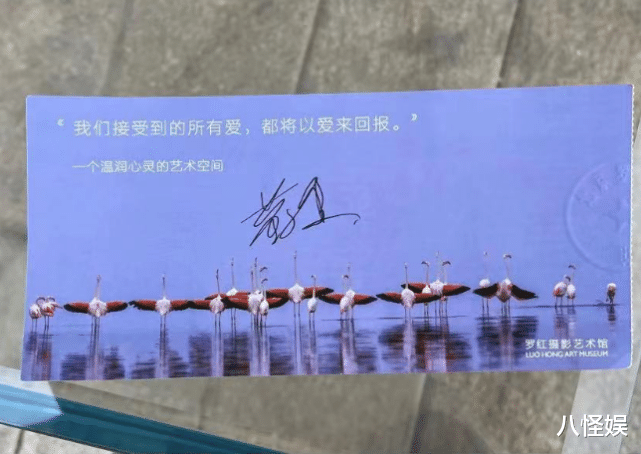 “我们接受到的所有爱，都将以爱来回报。”
一个温润心灵的艺术空间
罗红摄影艺术馆
LUO HONG ART MUSEUM
八怪娱